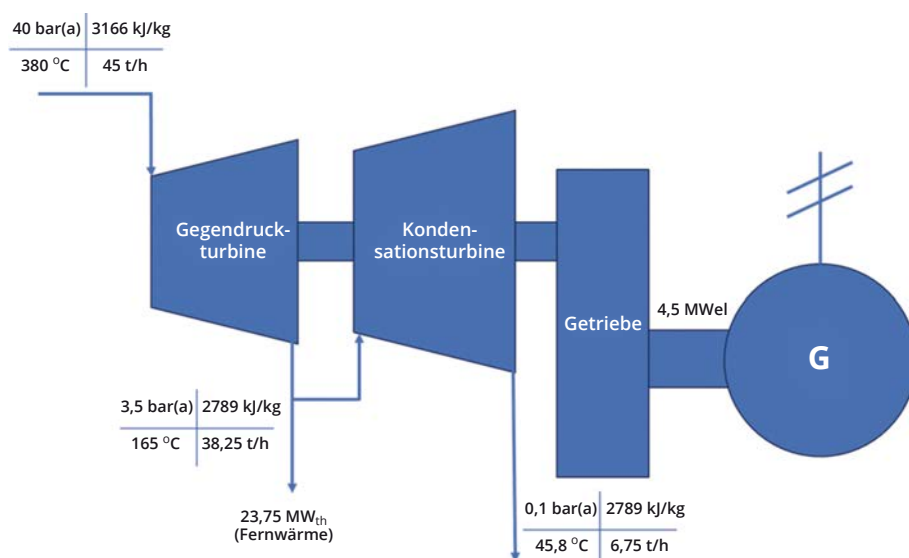 40 bar(a) 3166 kJ/kg
380 °C 45 t/h
Gegendruck-
turbine
Konden-
sationsturbine
Getriebe
4,5 MWel
G
3,5 bar(a) 2789 kJ/kg
165 °C 38,25 t/h
23,75 MWth
(Fernwärme)
0,1 bar(a) 2789 kJ/kg
45,8 °C 6,75 t/h